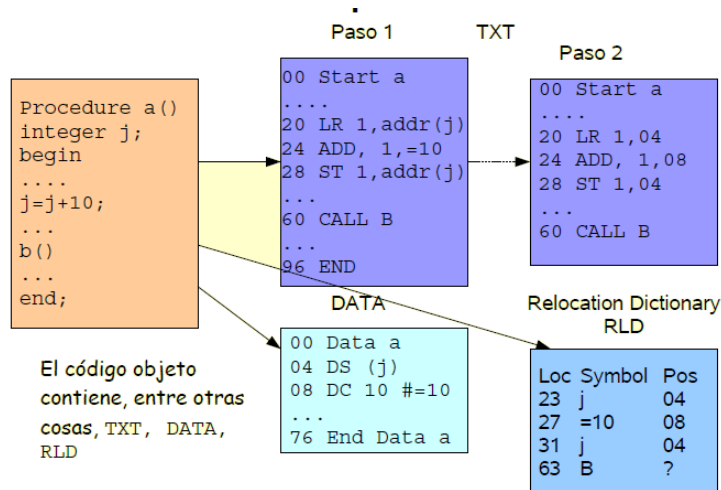 Paso 1
TXT
Paso 2
Procedure a()
integer j;
begin
....
j=j+10;
...
b()
...
end;
00 Start a
....
20 LR 1,addr(j)
24 ADD, 1,=10
28 ST 1,addr(j)
...
60 CALL B
...
96 END
00 Start a
....
20 LR 1,04
24 ADD, 1,08
28 ST 1,04
...
60 CALL B
DATA
00 Data a
04 DS (j)
08 DC 10 #=10
...
76 End Data a
Relocation Dictionary
RLD
Loc Symbol Pos
23 j 04
27 =10 08
31 j 04
63 B ?
El código objeto
contiene, entre otras
cosas, TXT, DATA,
RLD